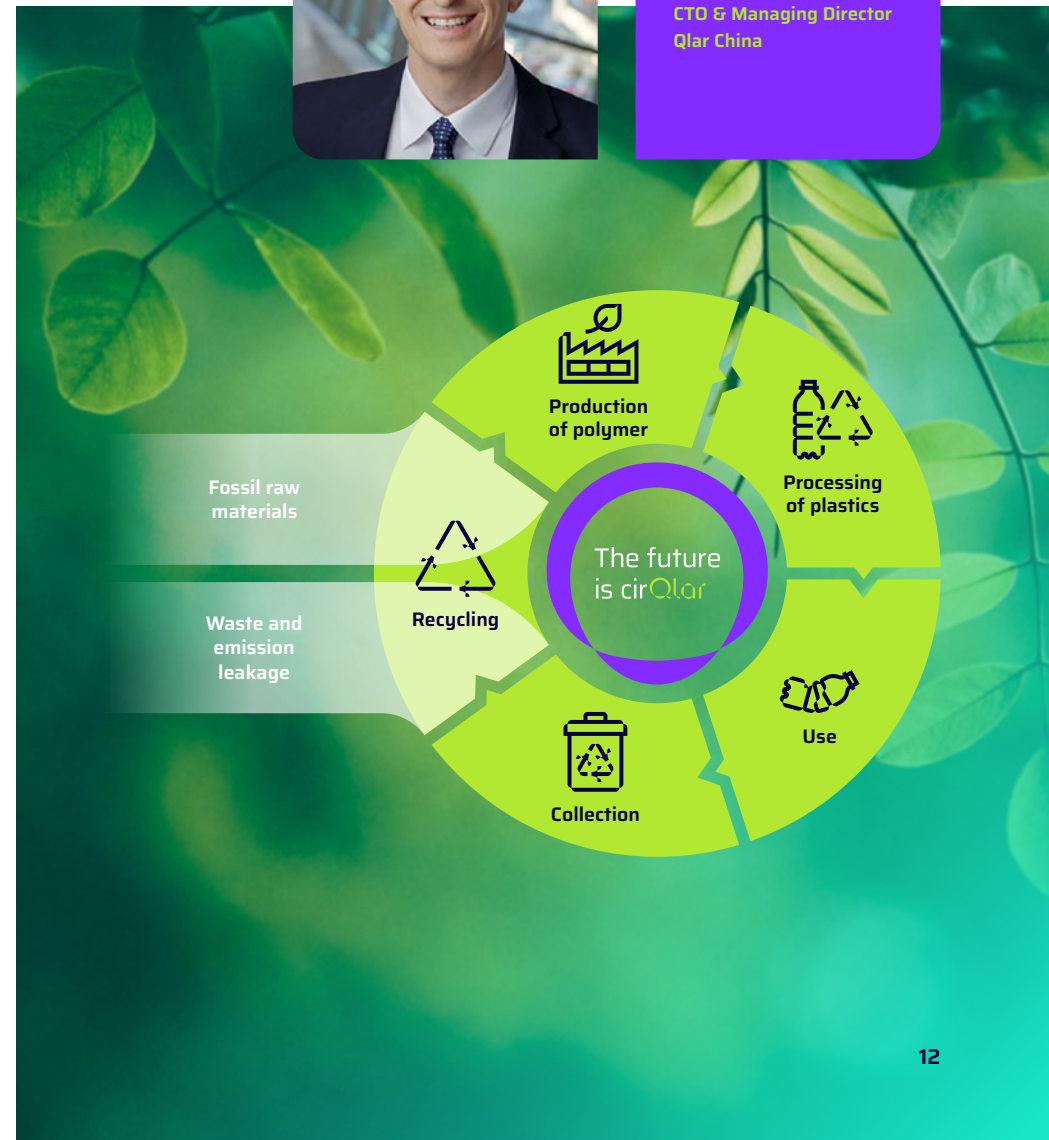 CTO & Managing Director
Qlar China
Production
of polymer
Processing
of plastics
Fossil raw
materials
The future
is cirQlar
Recycling
Waste and
emission
leakage
Use
Collection
12